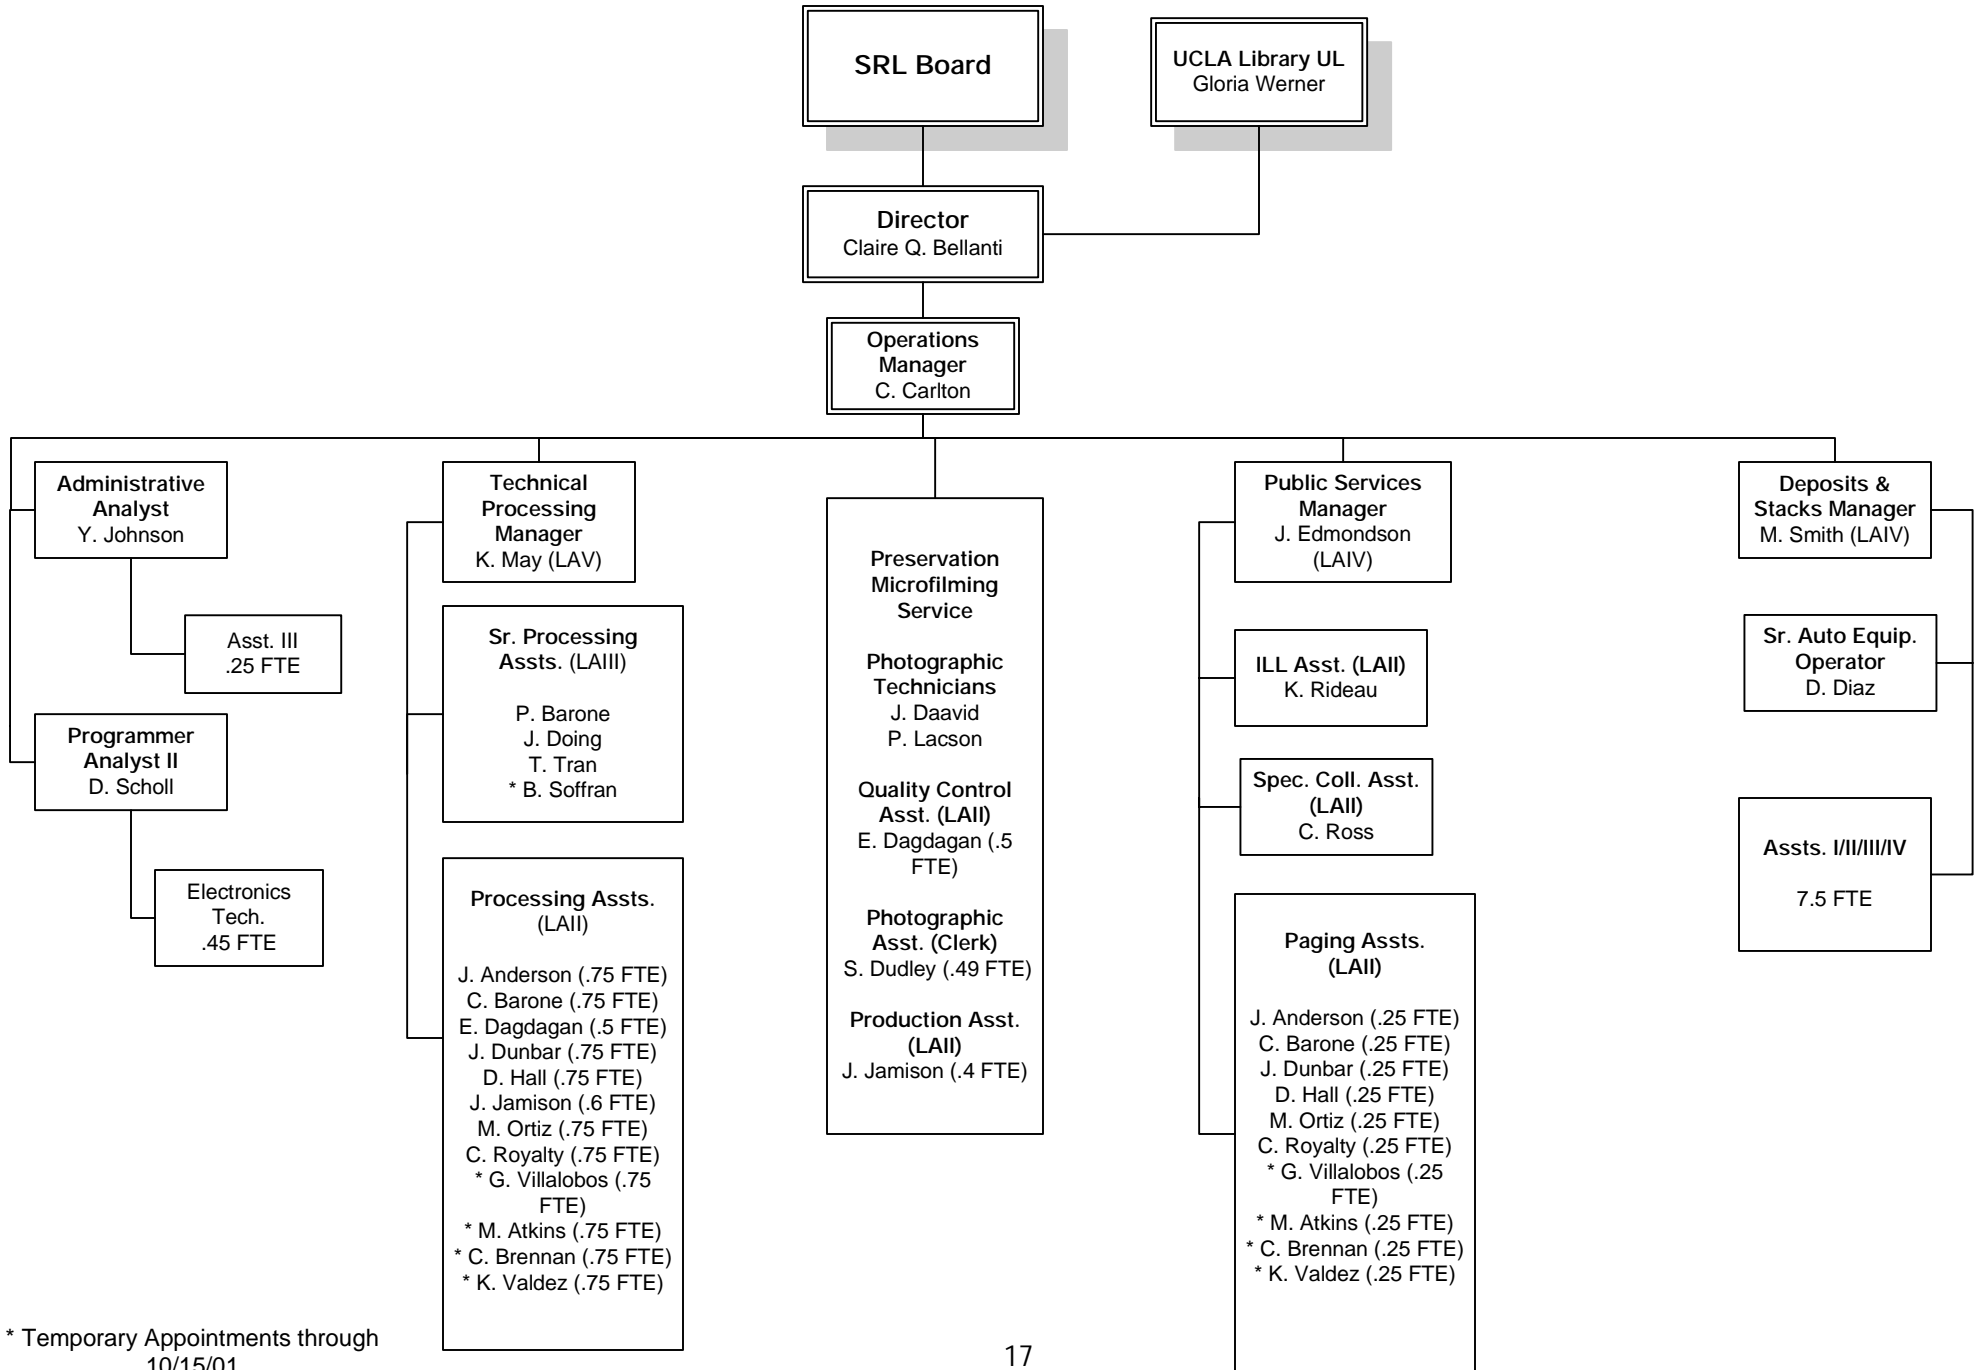 SRL Board
UCLA Library UL
Gloria Werner
Director
Claire Q. Bellanti
Operations
Manager
C. Carlton
Administrative
Analyst
Y. Johnson
Asst. III
.25 FTE
Programmer
Analyst II
D. Scholl
Electronics
Tech.
.45 FTE
Technical
Processing
Manager
K. May (LAV)
Sr. Processing
Assts. (LAIII)
P. Barone
J. Doing
T. Tran
* B. Soffran
Processing Assts.
(LAII)
J. Anderson (.75 FTE)
C. Barone (.75 FTE)
E. Dagdagan (.5 FTE)
J. Dunbar (.75 FTE)
D. Hall (.75 FTE)
J. Jamison (.6 FTE)
M. Ortiz (.75 FTE)
C. Royalty (.75 FTE)
* G. Villalobos (.75
FTE)
* M. Atkins (.75 FTE)
* C. Brennan (.75 FTE)
* K. Valdez (.75 FTE)
Preservation
Microfilming
Service
Photographic
Technicians
J. Daavid
P. Lacson
Quality Control
Asst. (LAII)
E. Dagdagan (.5
FTE)
Photographic
Asst. (Clerk)
S. Dudley (.49 FTE)
Production Asst.
(LAII)
J. Jamison (.4 FTE)
Public Services
Manager
J. Edmondson
(LAIV)
ILL Asst. (LAII)
K. Rideau
Spec. Coll. Asst.
(LAII)
C. Ross
Paging Assts.
(LAII)
J. Anderson (.25 FTE)
C. Barone (.25 FTE)
J. Dunbar (.25 FTE)
D. Hall (.25 FTE)
M. Ortiz (.25 FTE)
C. Royalty (.25 FTE)
* G. Villalobos (.25
FTE)
* M. Atkins (.25 FTE)
* C. Brennan (.25 FTE)
* K. Valdez (.25 FTE)
Deposits &
Stacks Manager
M. Smith (LAIV)
Sr. Auto Equip.
Operator
D. Diaz
Assts. I/II/III/IV
7.5 FTE
* Temporary Appointments through
10/15/01
17